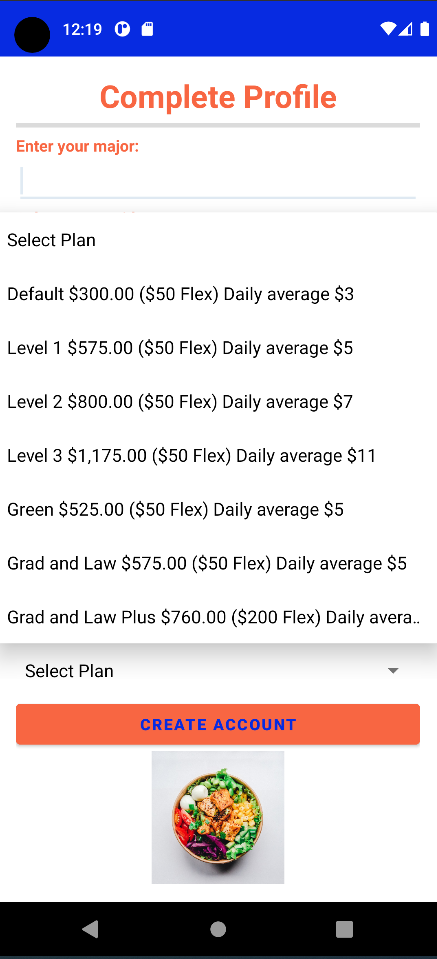 12:19
Complete Profile
Enter your major:
Select Plan
Default $300.00 ($50 Flex) Daily average $3
Level 1 $575.00 ($50 Flex) Daily average $5
Level 2 $800.00 ($50 Flex) Daily average $7
Level 3 $1,175.00 ($50 Flex) Daily average $11
Green $525.00 ($50 Flex) Daily average $5
Grad and Law $575.00 ($50 Flex) Daily average $5
Grad and Law Plus $760.00 ($200 Flex) Daily avera..
Select Plan
CREATE ACCOUNT